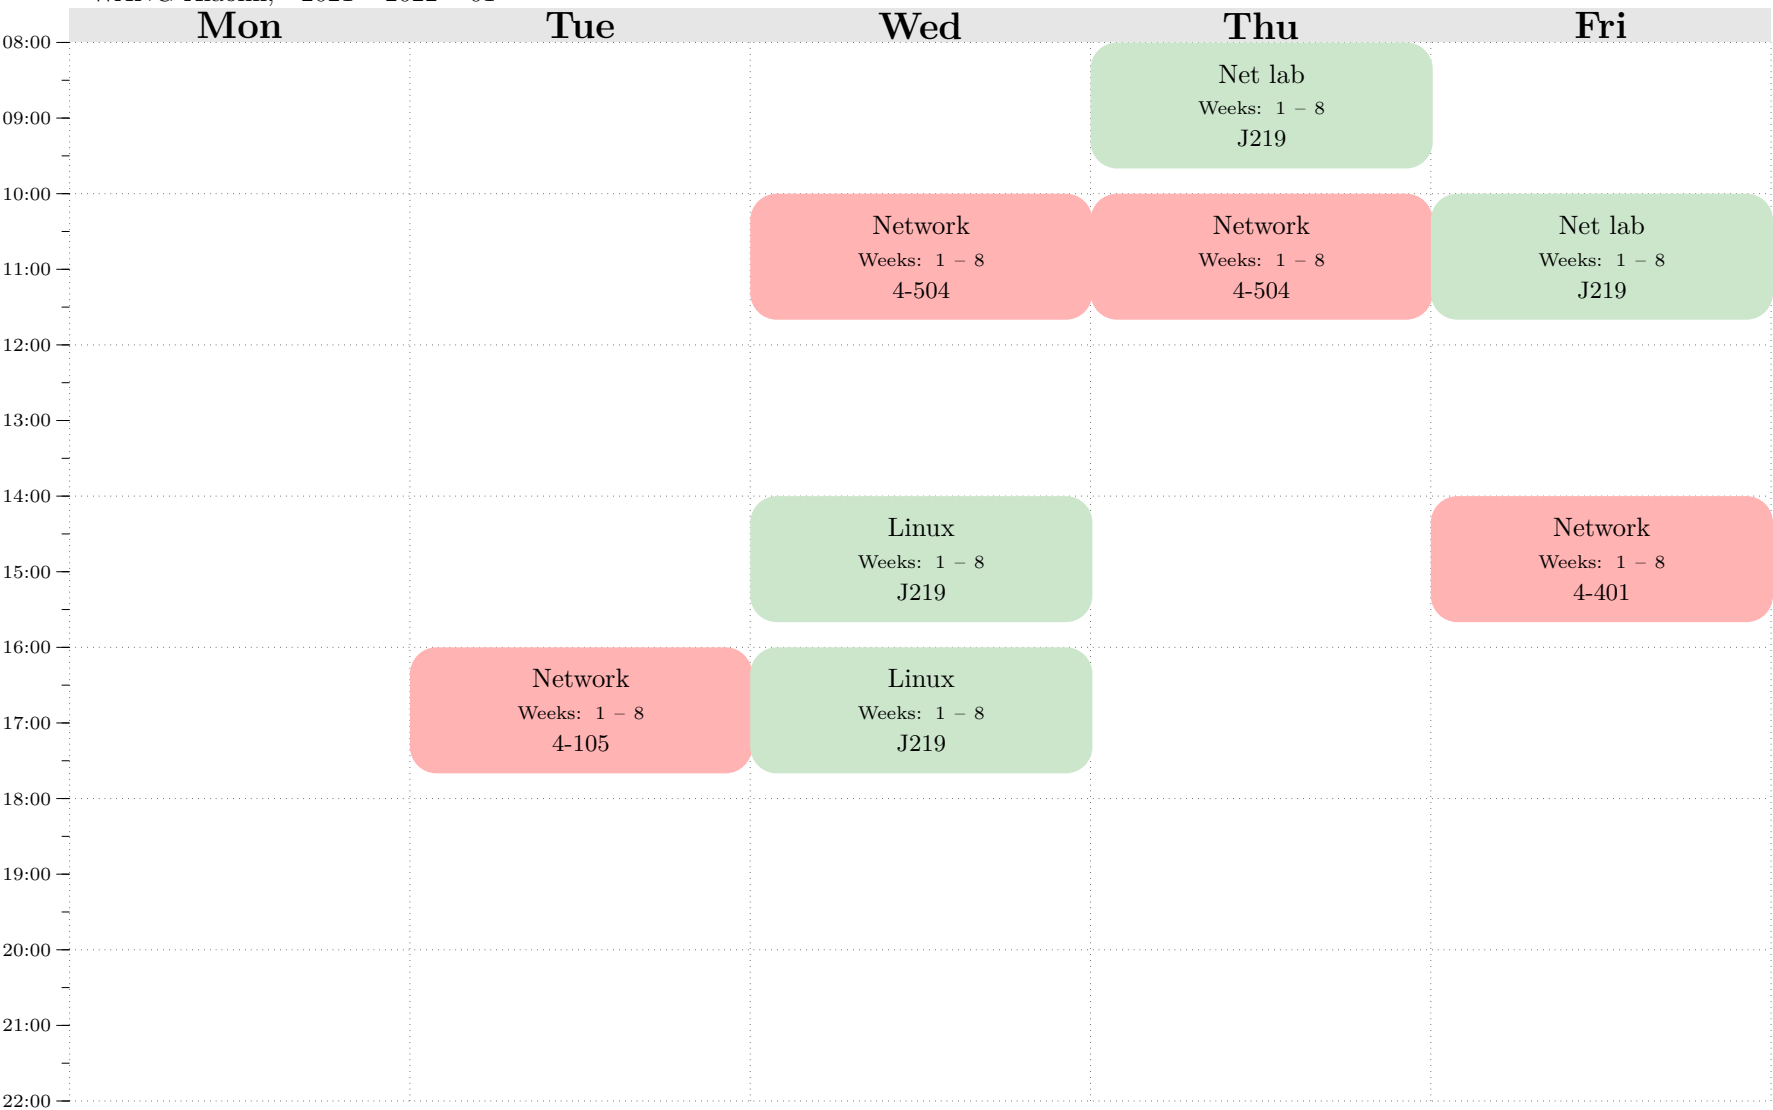 Mon Tue Wed Thu Fri
08:00
Net lab
Weeks: 1 – 8
J219
09:00
10:00
Network
Weeks: 1 – 8
4-504
Network
Weeks: 1 – 8
4-504
Net lab
Weeks: 1 – 8
J219
11:00
12:00
13:00
14:00
Linux
Weeks: 1 – 8
J219
Network
Weeks: 1 – 8
4-401
15:00
16:00
Network
Weeks: 1 – 8
4-105
Linux
Weeks: 1 – 8
J219
17:00
18:00
19:00
20:00
21:00
22:00